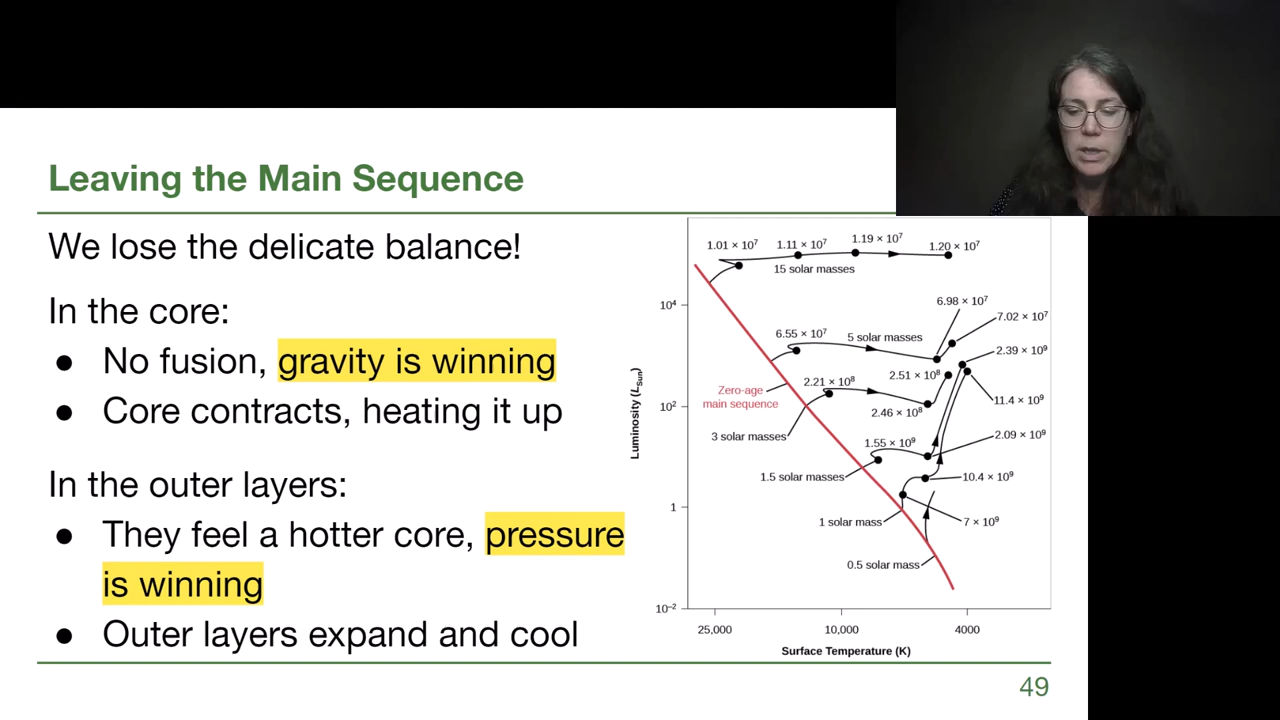 Leaving the Main Sequence
We lose the delicate balance!
In the core:
● No fusion, gravity is winning
● Core contracts, heating it up
In the outer layers:
● They feel a hotter core, pressure
is winning
● Outer layers expand and cool
1.01 × 10⁷
1.11 × 10⁷
1.19 × 10⁷
1.20 × 10⁷
15 solar masses
10⁴
6.98 × 10⁷
7.02 × 10⁷
6.55 × 10⁷
5 solar masses
2.39 × 10⁹
2.21 × 10⁸
2.51 × 10⁸
Zero-age
main sequence
11.4 × 10⁹
10²
2.46 × 10⁸
3 solar masses
1.55 × 10⁹
2.09 × 10⁹
1.5 solar masses
10.4 × 10⁹
1
1 solar mass
7 × 10⁹
0.5 solar mass
10⁻²
25,000
10,000
4000
Luminosity (LSun)
Surface Temperature (K)
49